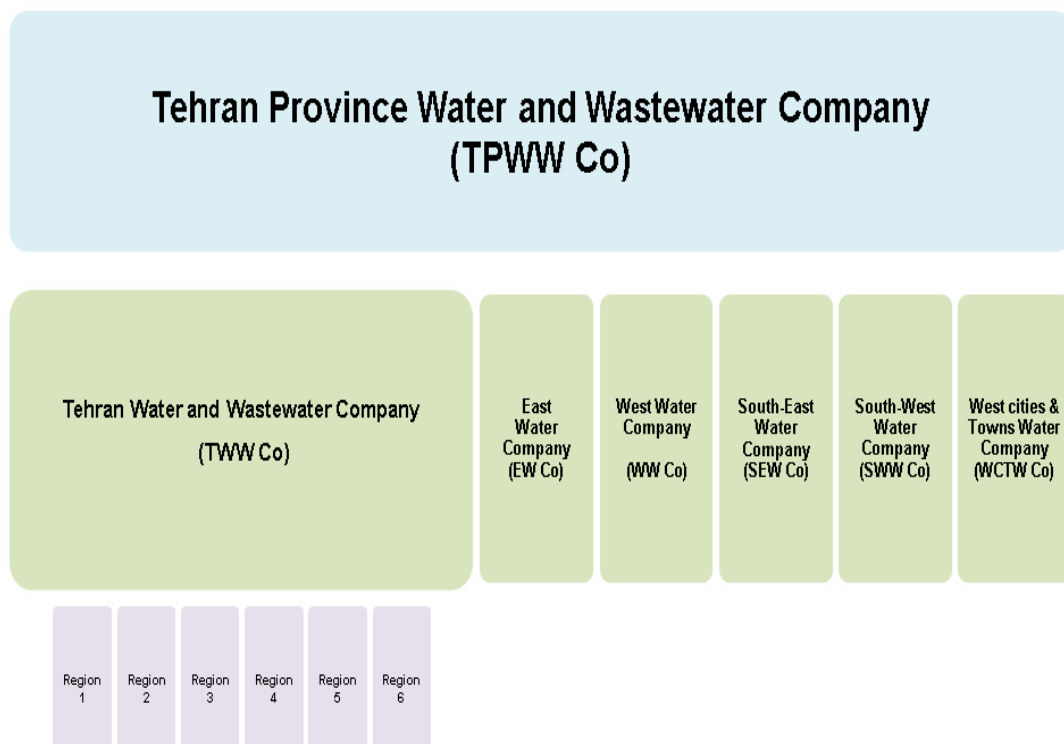 Tehran Province Water and Wastewater Company
(TPWW Co)
Tehran Water and Wastewater Company
(TWW Co)
East
Water
Company
(EW Co)
West Water
Company
(WW Co)
South-East
Water
Company
(SEW Co)
South-West
Water
Company
(SWW Co)
West cities &
Towns Water
Company
(WCTW Co)
Region
1
Region
2
Region
3
Region
4
Region
5
Region
6